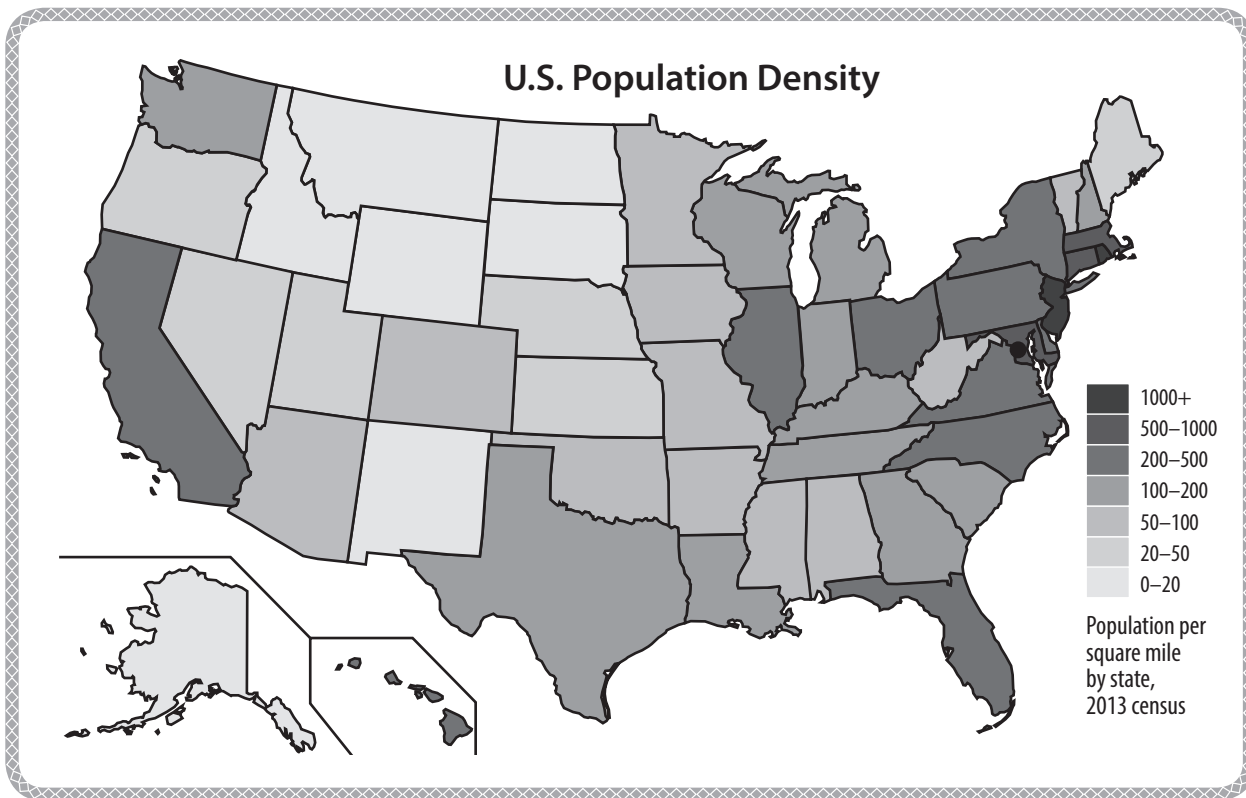 U.S. Population Density
1000+
500–1000
200–500
100–200
50–100
20–50
0–20
Population per
square mile
by state,
2013 census